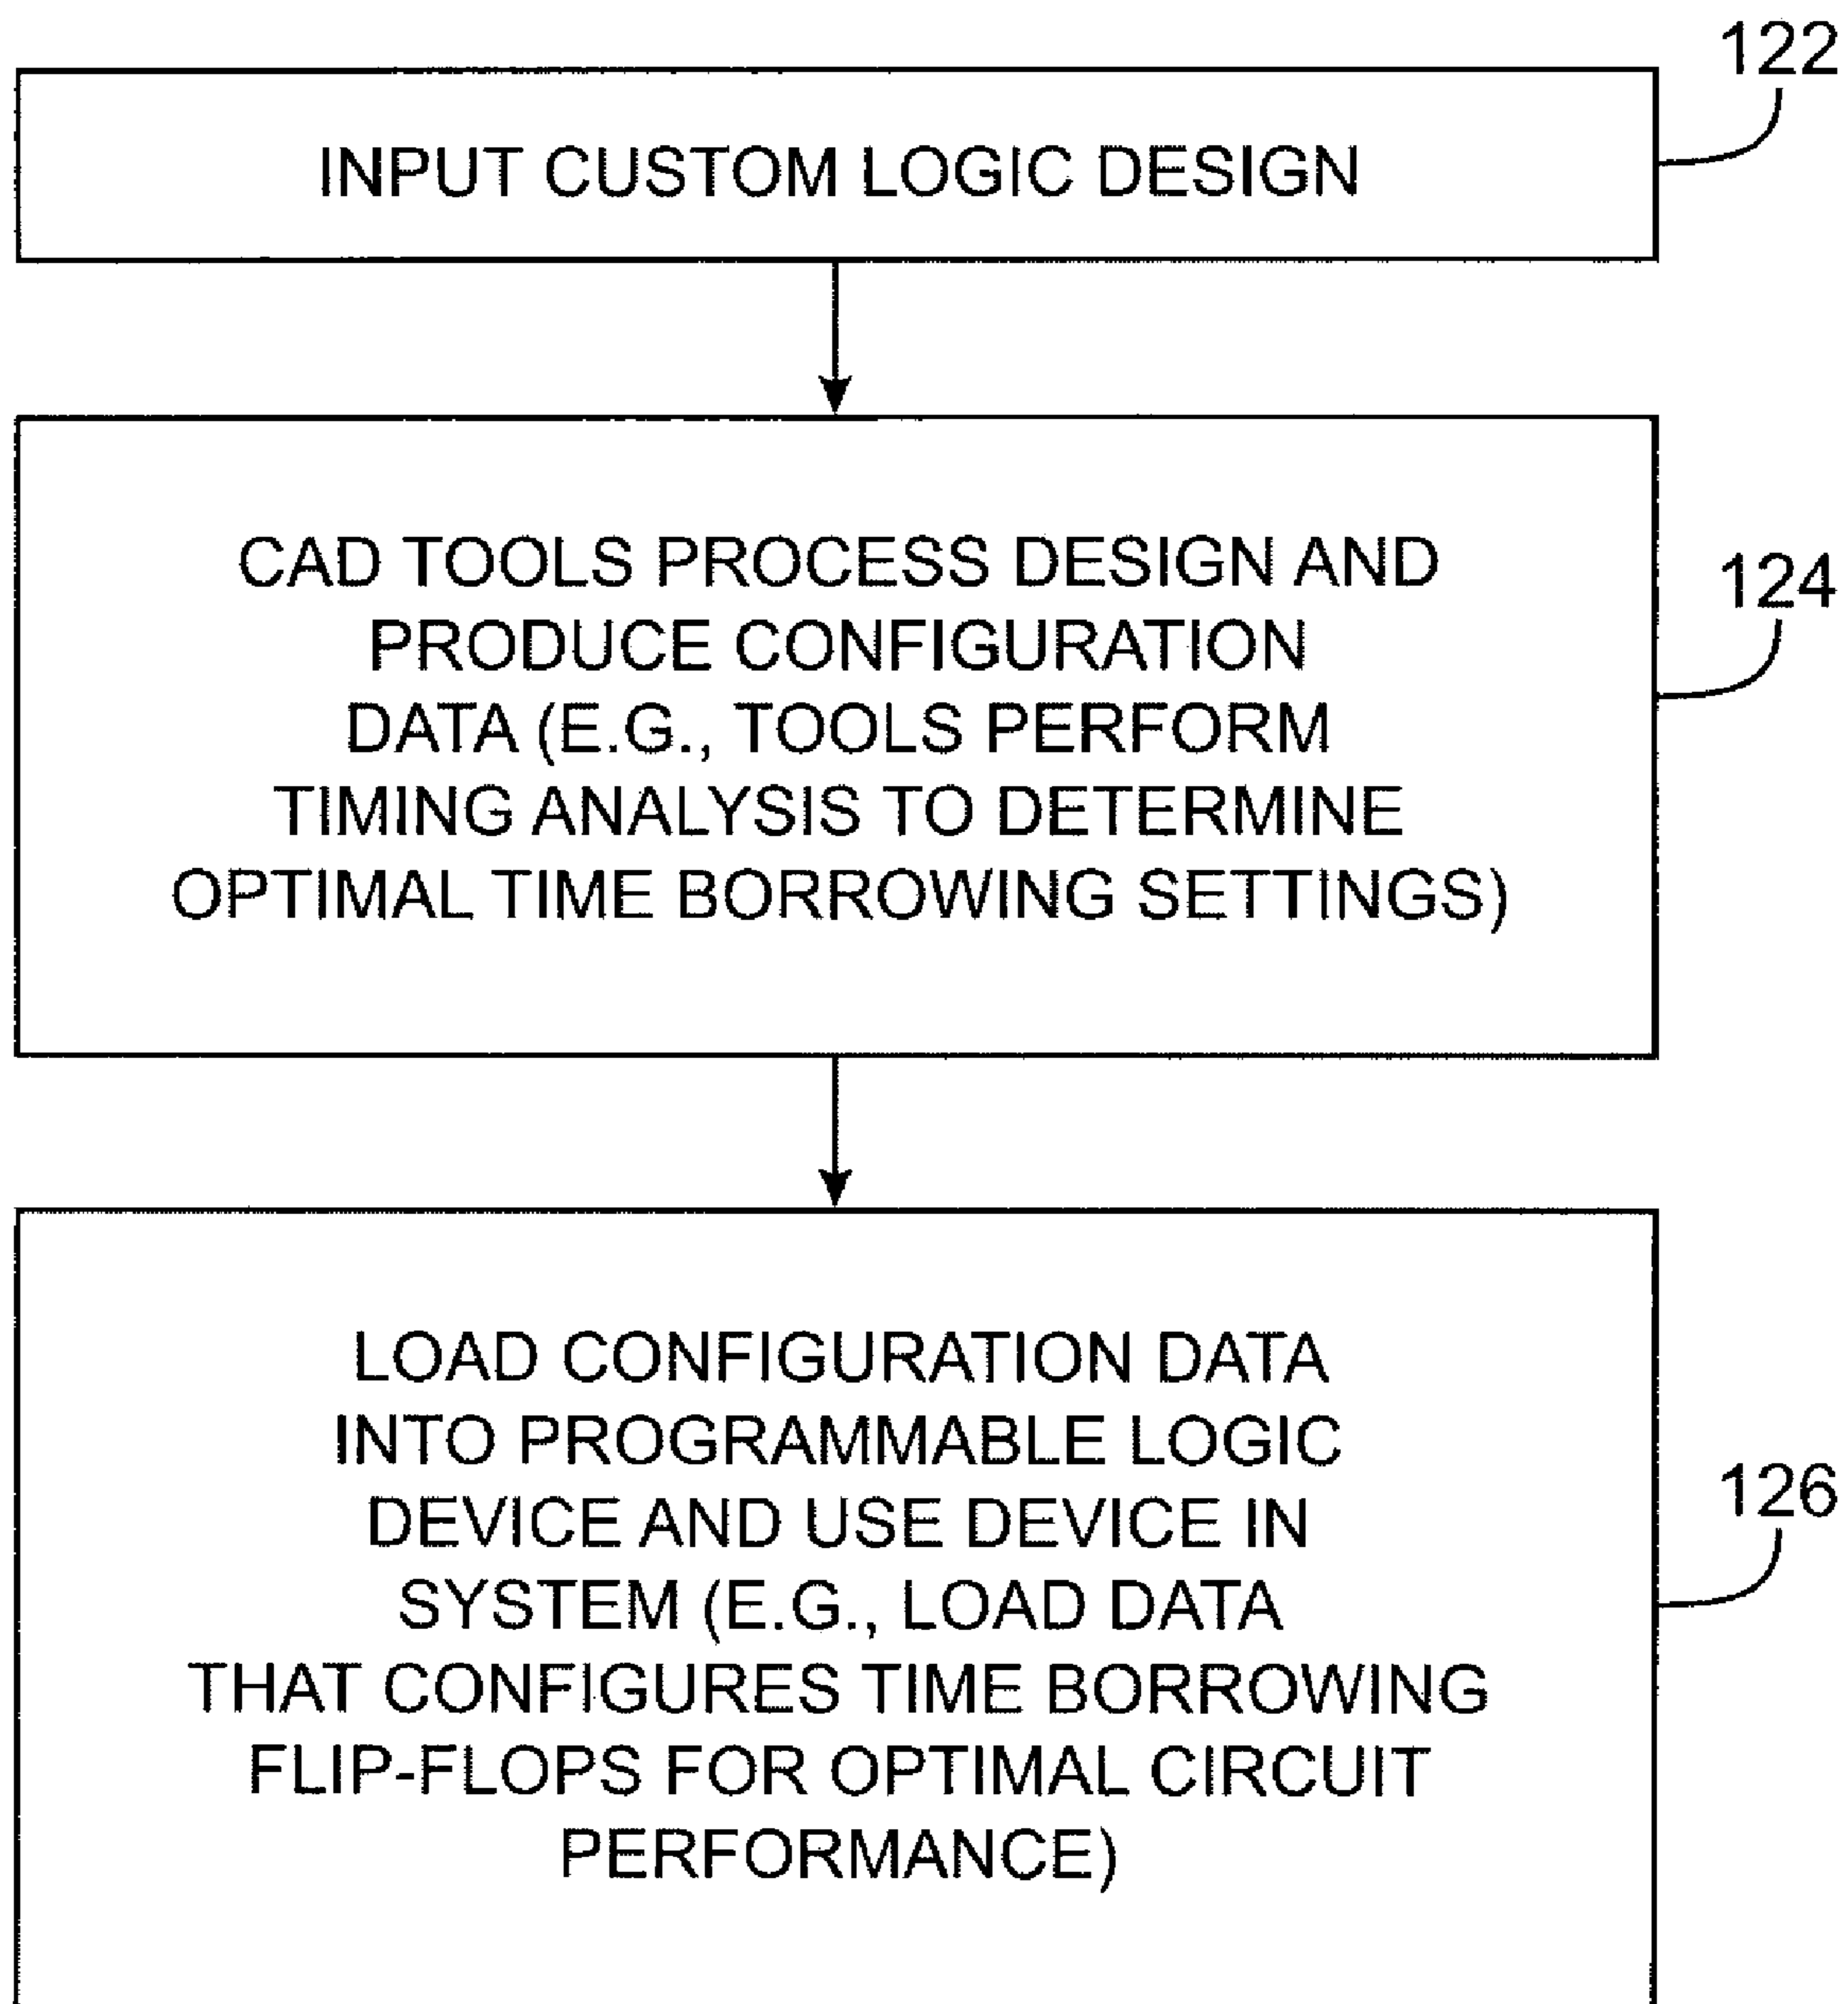 122
INPUT CUSTOM LOGIC DESIGN
CAD TOOLS PROCESS DESIGN AND
PRODUCE CONFIGURATION
DATA (E.G., TOOLS PERFORM
TIMING ANALYSIS TO DETERMINE
OPTIMAL TIME BORROWING SETTINGS)
124
LOAD CONFIGURATION DATA
INTO PROGRAMMABLE LOGIC
DEVICE AND USE DEVICE IN
SYSTEM (E.G., LOAD DATA
THAT CONFIGURES TIME BORROWING
FLIP-FLOPS FOR OPTIMAL CIRCUIT
PERFORMANCE)
126